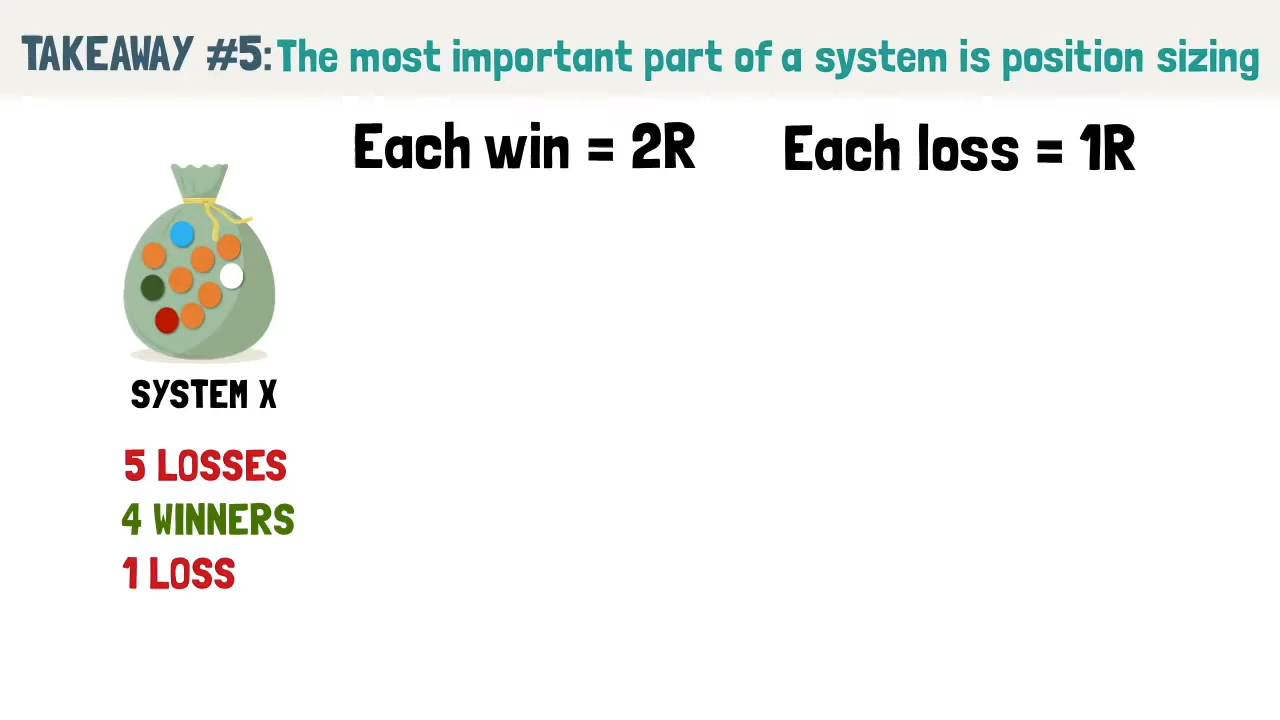 TAKEAWAY #5: The most important part of a system is position sizing
Each win = 2R
Each loss = 1R
SYSTEM X
5 LOSSES
4 WINNERS
1 LOSS